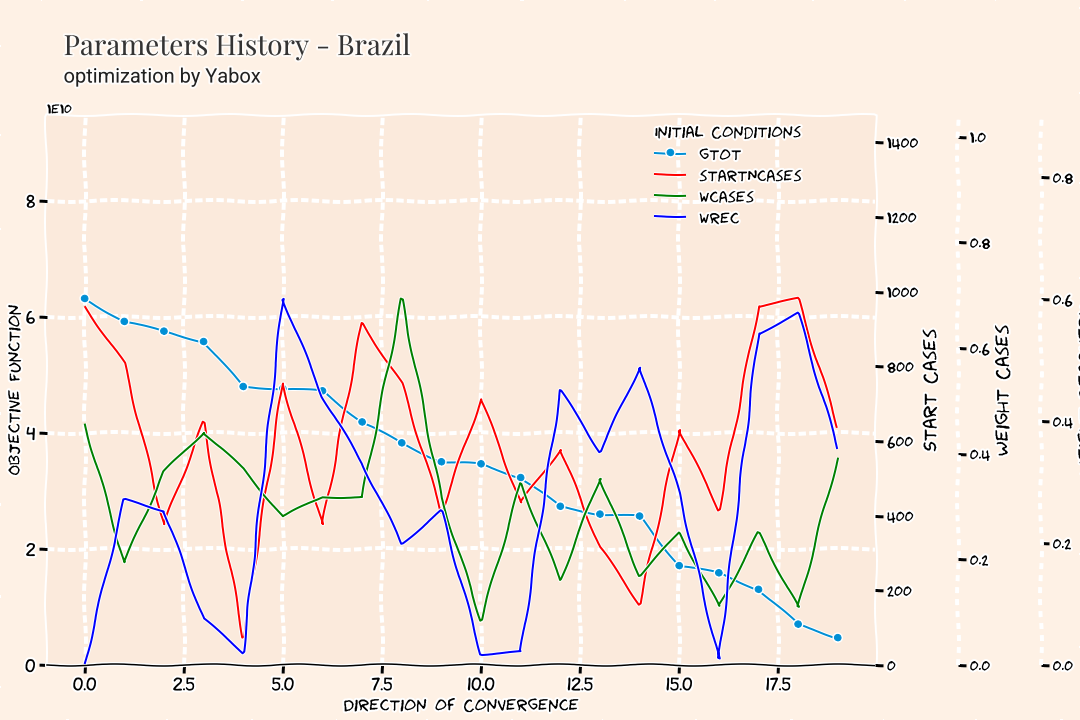 Parameters History - Brazil
optimization by Yabox
1E10
INITIAL CONDITIONS
GTOT
STARTNCASES
WCASES
WREC
OBJECTIVE FUNCTION
8
6
4
2
0
0.0 2.5 5.0 7.5 10.0 12.5 15.0 17.5
DIRECTION OF CONVERGENCE
1400
1200
1000
800
600
400
200
0
START CASES
1.0
0.8
0.6
0.4
0.2
0.0
WEIGHT CASES
0.8
0.6
0.4
0.2
0.0